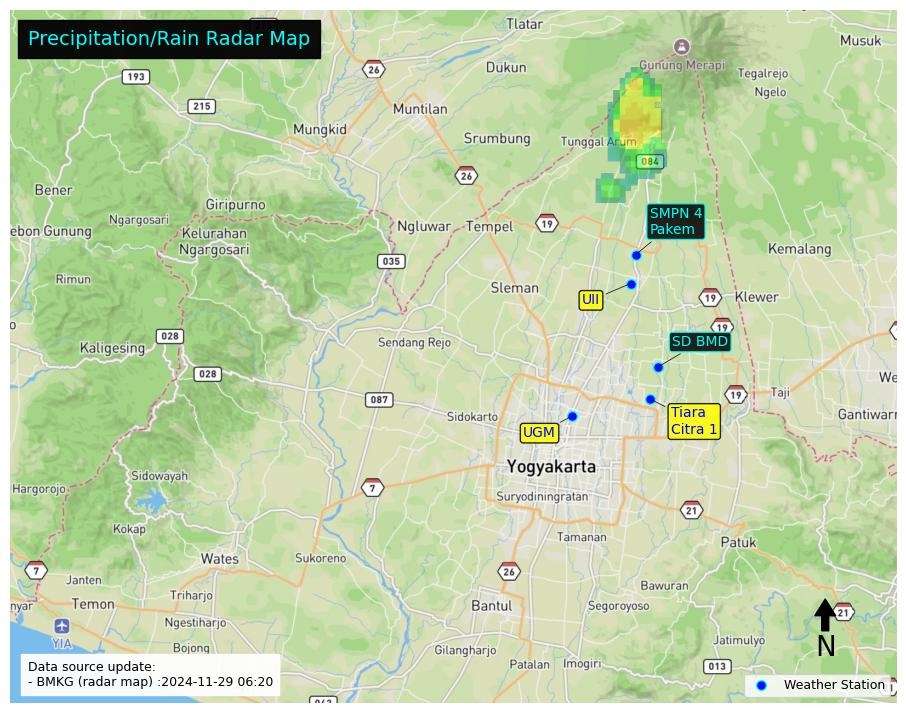 Precipitation/Rain Radar Map
Tlatar
Musuk
193
26
Dukun
Gunung Merapi
Tegalrejo
Ngelo
215
Muntilan
Mungkid
Srumbung
Tunggal Arum
084
26
Bener
Giripurno
SMPN 4
Pakem
Ngargosari
ebon Gunung
Kelurahan
Ngargosari
Ngluwar
Tempel
19
Kemalang
035
Rimun
Sleman
UII
19
Klewer
19
028
Kaligesing
Sendang Rejo
SD BMD
We
028
087
19
Taji
Sidokarto
Tiara
Citra 1
Gantiwarn
UGM
Yogyakarta
Hargorojo
Sidowayah
7
Suryodiningratan
21
Kokap
Tamanan
Patuk
Wates
Sukoreno
7
Janten
26
Bawuran
nyar
Temon
Triharjo
Bantul
Segoroyoso
21
Ngestiharjo
YIA
N
Jatimulyo
Bojong
Gilangharjo
Patalan
Imogiri
013
Data source update:
- BMKG (radar map) :2024-11-29 06:20
Weather Station